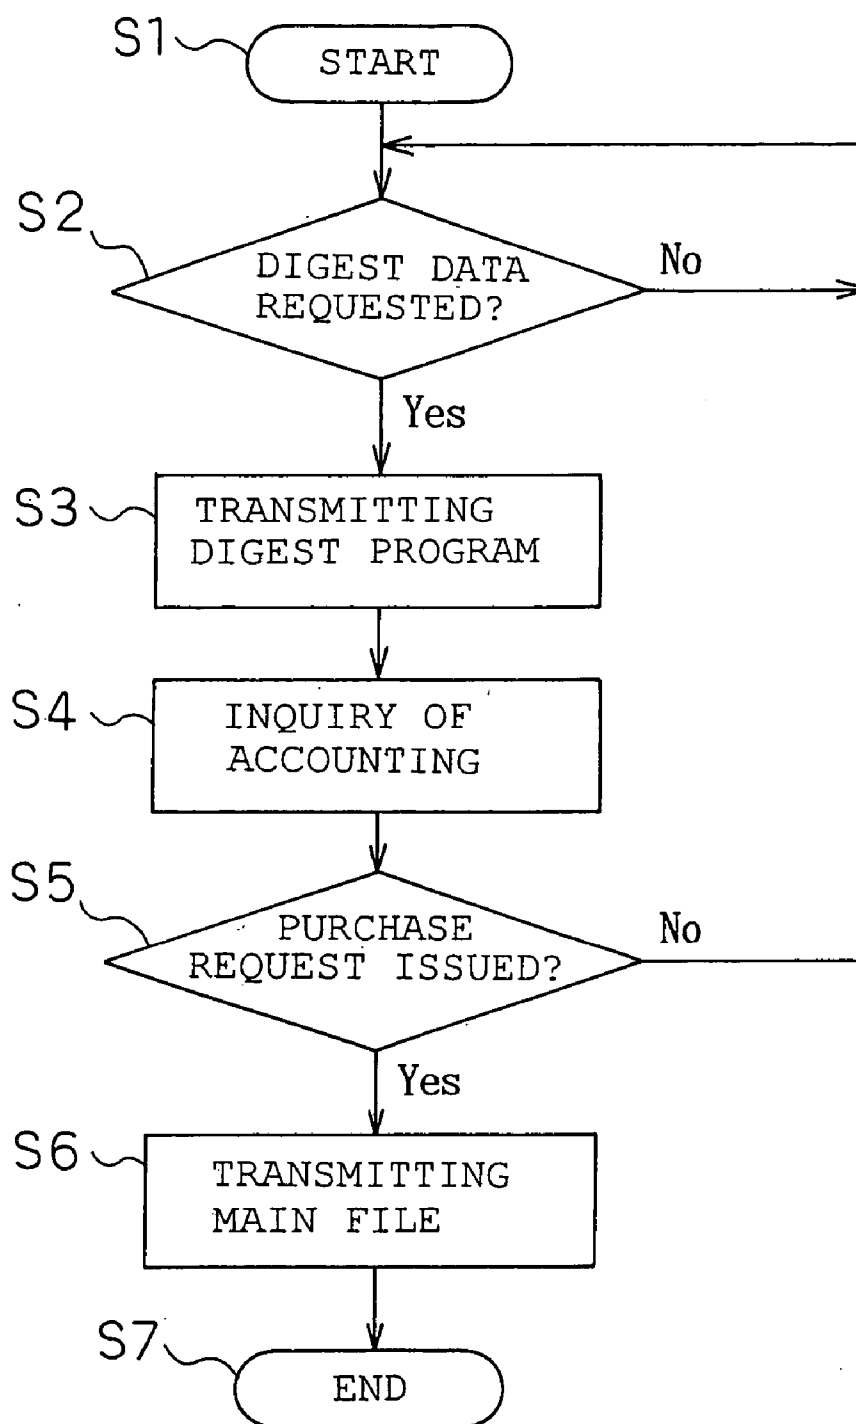 S1
START
S2
DIGEST DATA
REQUESTED?
No
Yes
S3
TRANSMITTING
DIGEST PROGRAM
S4
INQUIRY OF
ACCOUNTING
S5
PURCHASE
REQUEST ISSUED?
No
Yes
S6
TRANSMITTING
MAIN FILE
S7
END